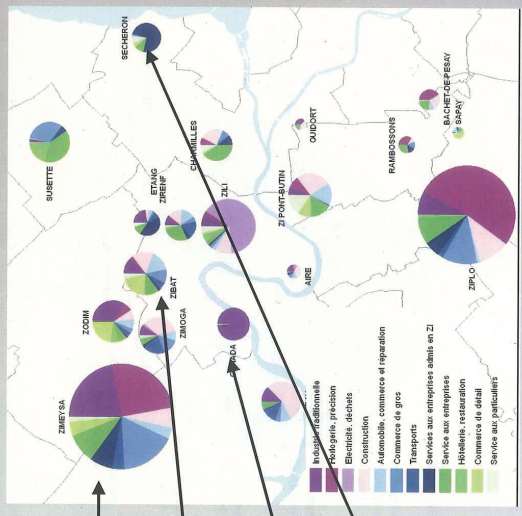 ZIMEYSA
ZODIM
SUSETTE
ZIBAT
ZIMOGA
ETANG
ZIRENF
SECHERON
CHARMILLES
ZILI
AIRE
ZI PONT-BUTIN
OUIDORT
RAMBOSSONS
BACHET-DE-PESAY
SAPAY
ZIPLO
Industrie traditionnelle
Horlogerie, précision
Electricité, déchets
Construction
Automobile, commerce et réparation
Commerce de gros
Transports
Services aux entreprises admis en ZI
Service aux entreprises
Hôtellerie, restauration
Commerce de détail
Service aux particuliers